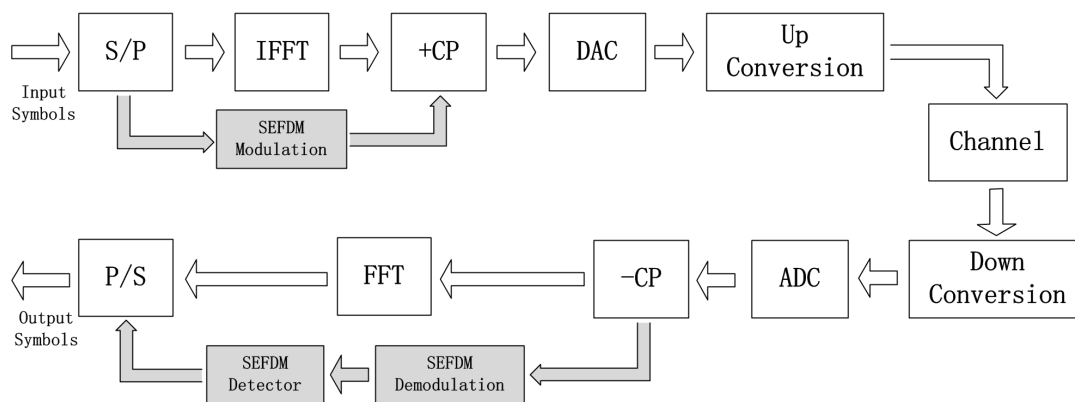 S/P
IFFT
+CP
DAC
Up
Conversion
Input
Symbols
SEFDM
Modulation
Channel
P/S
FFT
-CP
ADC
Down
Conversion
Output
Symbols
SEFDM
Detector
SEFDM
Demodulation